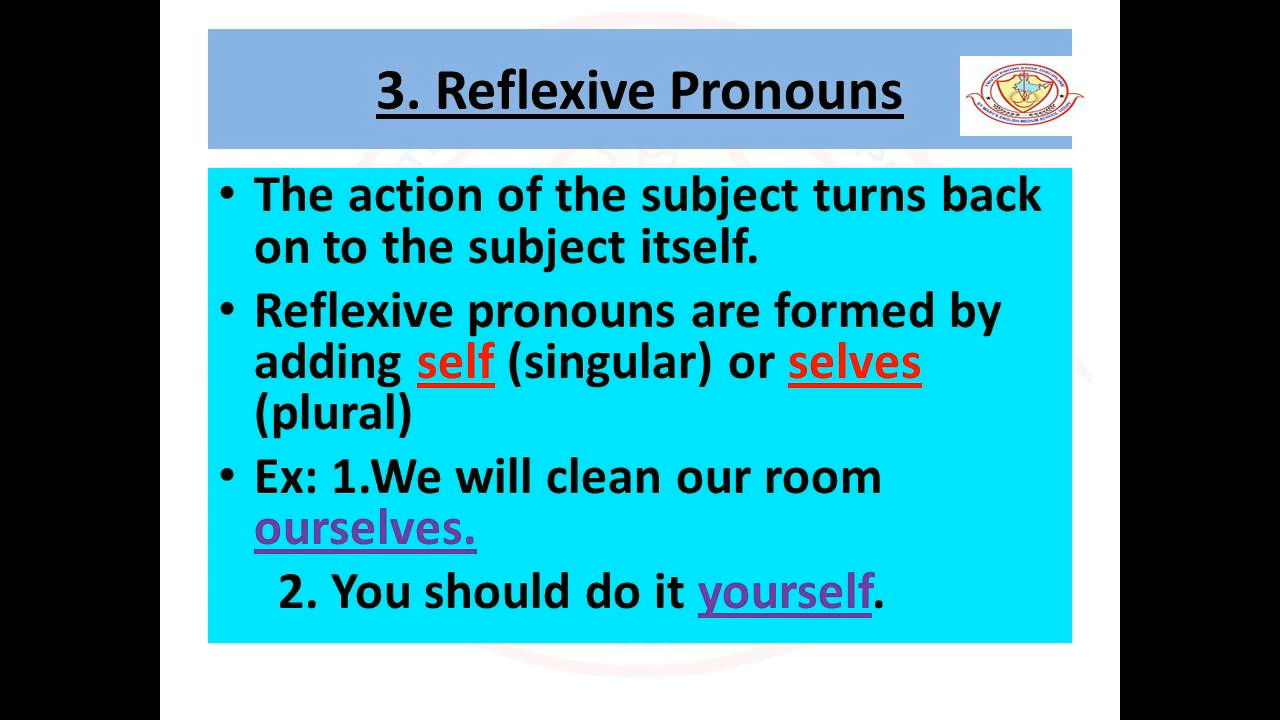 3. Reflexive Pronouns
• The action of the subject turns back
on to the subject itself.
• Reflexive pronouns are formed by
adding self (singular) or selves
(plural)
• Ex: 1.We will clean our room
ourselves.
2. You should do it yourself.